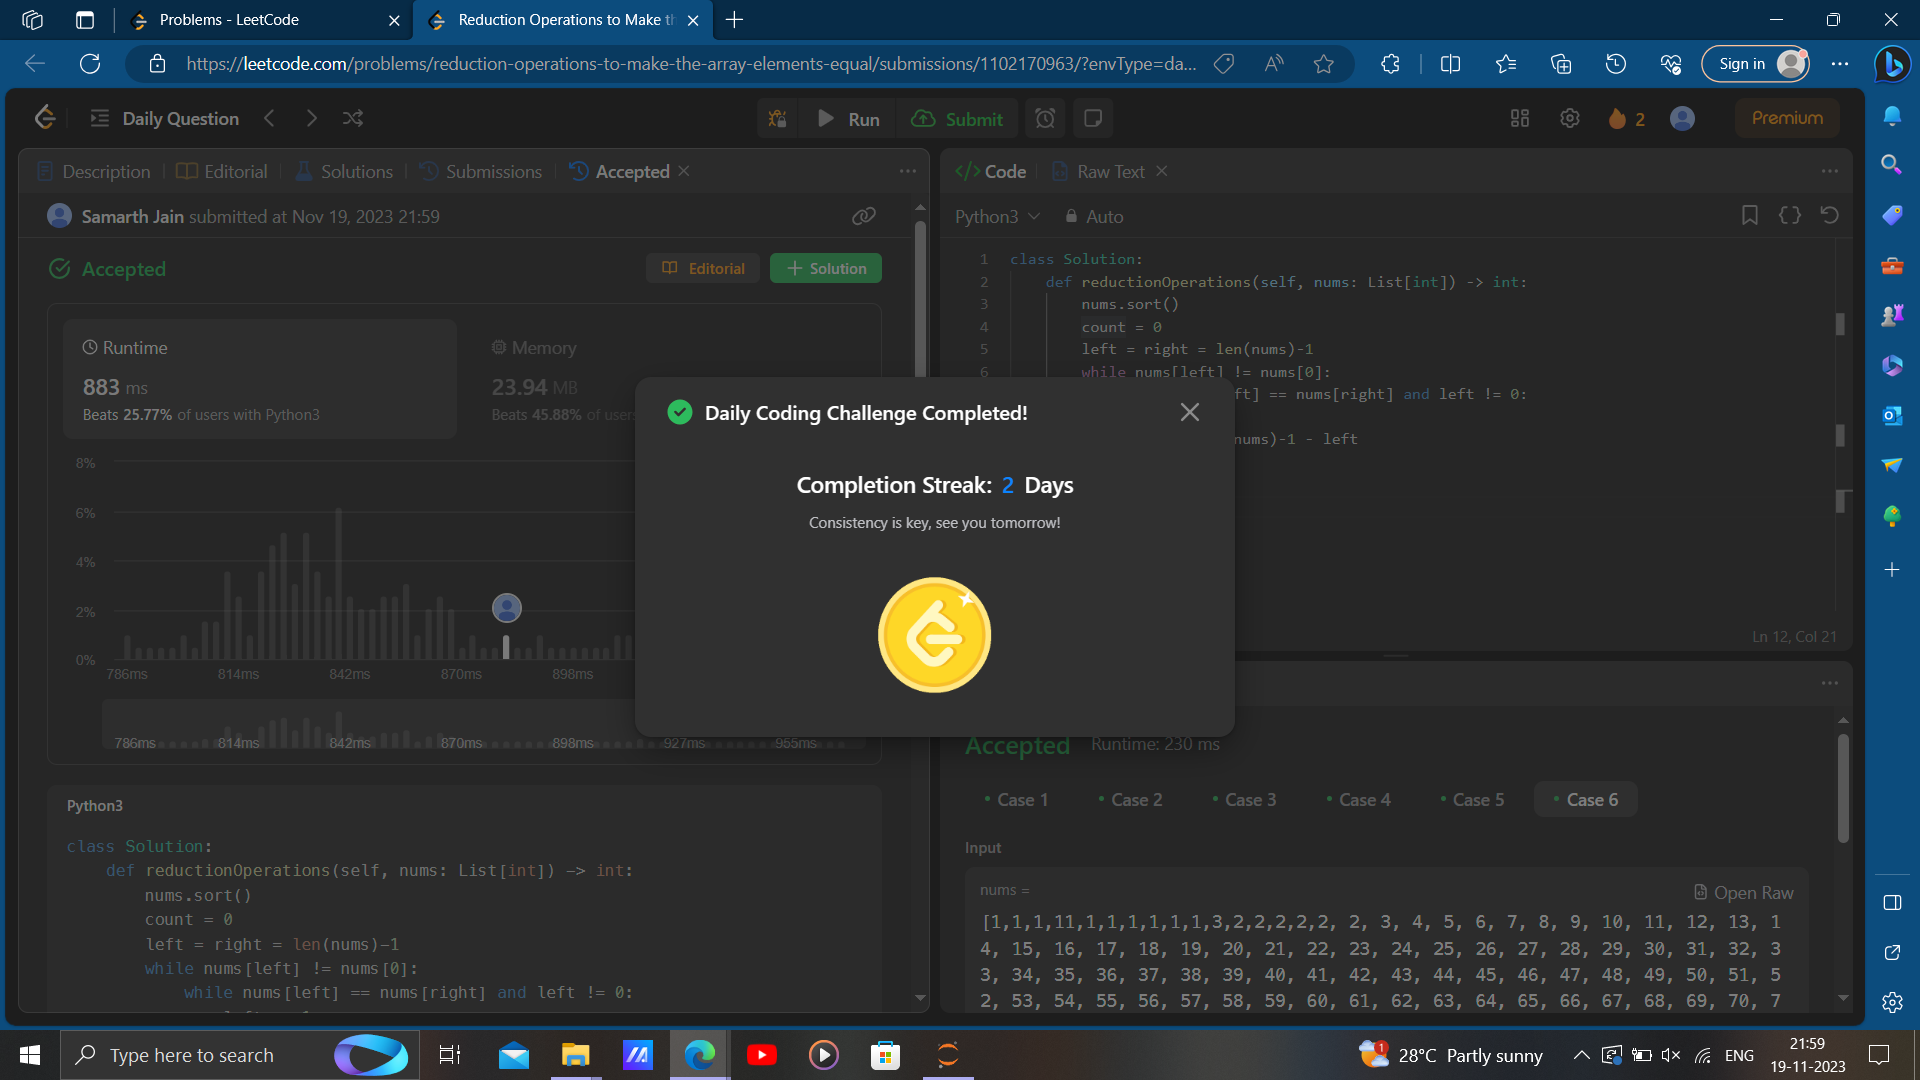 Problems - LeetCode
Reduction Operations to Make th
https://leetcode.com/problems/reduction-operations-to-make-the-array-elements-equal/submissions/1102170963/?envType=da...
Sign in
Daily Question
Run
Submit
2
Premium
Description
Editorial
Solutions
Submissions
Accepted
Samarth Jain submitted at Nov 19, 2023 21:59
Accepted
Editorial
Solution
Runtime
883 ms
Beats 25.77% of users with Python3
Memory
23.94 MB
Beats 45.88% of users
8%
6%
4%
2%
0%
786ms 814ms 842ms 870ms 898ms
786ms 814ms 842ms 870ms 898ms 927ms 955ms
Python3
class Solution:
def reductionOperations(self, nums: List[int]) -> int:
nums.sort()
count = 0
left = right = len(nums)-1
while nums[left] != nums[0]:
while nums[left] == nums[right] and left != 0:
Code
Raw Text
Python3
Auto
1 class Solution:
2 def reductionOperations(self, nums: List[int]) -> int:
3 nums.sort()
4 count = 0
5 left = right = len(nums)-1
6 while nums[left] != nums[0]:
ft] == nums[right] and left != 0:
nums)-1 - left
Ln 12, Col 21
Daily Coding Challenge Completed!
Completion Streak: 2 Days
Consistency is key, see you tomorrow!
Accepted
Runtime: 230 ms
Case 1
Case 2
Case 3
Case 4
Case 5
Case 6
Input
nums =
Open Raw
[1,1,1,11,1,1,1,1,1,1,3,2,2,2,2,2, 2, 3, 4, 5, 6, 7, 8, 9, 10, 11, 12, 13, 1
4, 15, 16, 17, 18, 19, 20, 21, 22, 23, 24, 25, 26, 27, 28, 29, 30, 31, 32, 3
3, 34, 35, 36, 37, 38, 39, 40, 41, 42, 43, 44, 45, 46, 47, 48, 49, 50, 51, 5
2, 53, 54, 55, 56, 57, 58, 59, 60, 61, 62, 63, 64, 65, 66, 67, 68, 69, 70, 7
Type here to search
1
28°C Partly sunny
ENG
21:59
19-11-2023